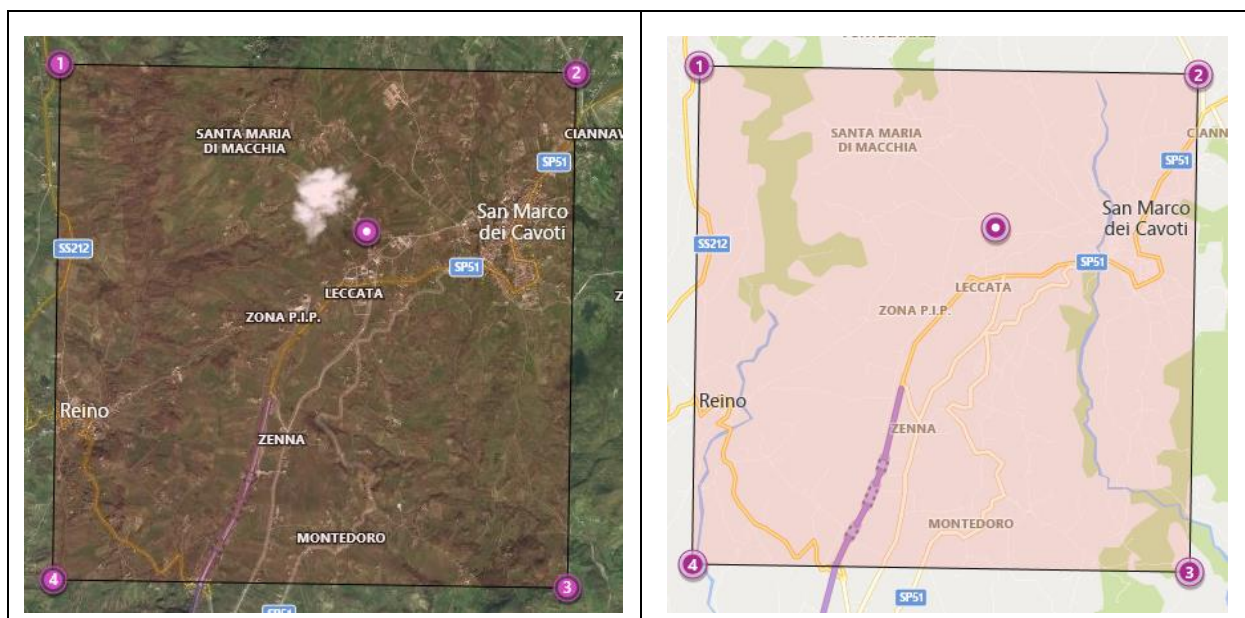 1
2
SANTA MARIA
DI MACCHIA
CIANNAV
SP51
San Marco
dei Cavoti
SS212
SP51
LECCATA
ZONA P.I.P.
Reino
ZENNA
MONTEDORO
4
3
SP51
1
2
SANTA MARIA
DI MACCHIA
CIANN
SP51
San Marco
dei Cavoti
SS212
SP51
LECCATA
ZONA P.I.P.
Reino
ZENNA
MONTEDORO
4
3
SP51